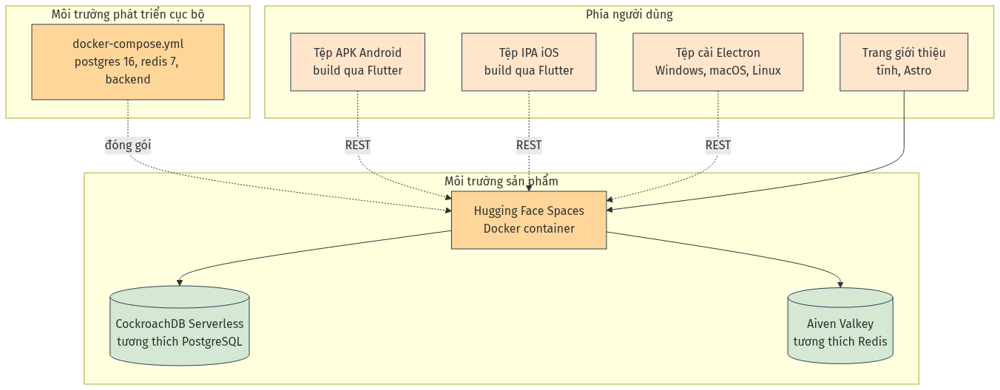 Môi trường phát triển cục bộ
docker-compose.yml
postgres 16, redis 7,
backend
Phía người dùng
Tệp APK Android
build qua Flutter
Tệp IPA iOS
build qua Flutter
Tệp cài Electron
Windows, macOS, Linux
Trang giới thiệu
tĩnh, Astro
đóng gói
REST
REST
REST
Môi trường sản phẩm
Hugging Face Spaces
Docker container
CockroachDB Serverless
tương thích PostgreSQL
Aiven Valkey
tương thích Redis